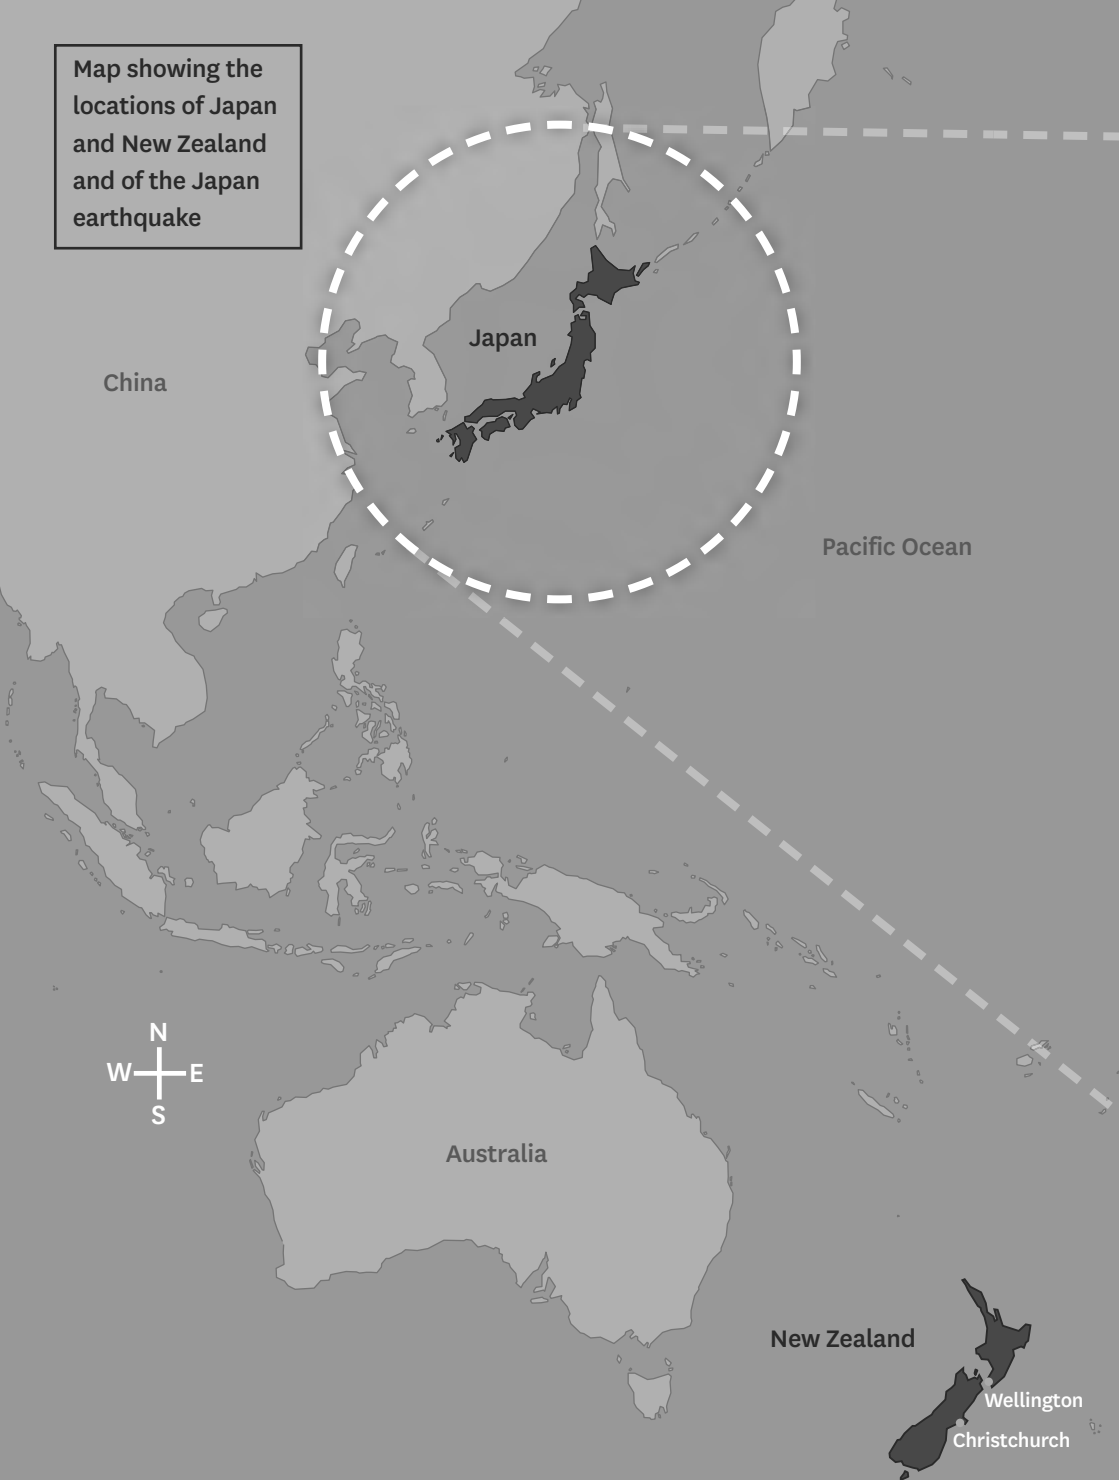 Map showing the
locations of Japan
and New Zealand
and of the Japan
earthquake
Japan
China
Pacific Ocean
N
W E
S
Australia
New Zealand
Wellington
Christchurch